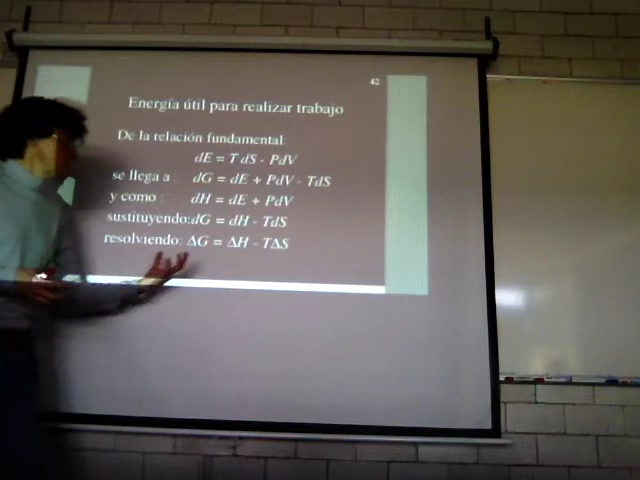 42
Energía útil para realizar trabajo
De la relación fundamental:
dE = T dS - PdV
se llega a dG = dE + PdV - TdS
y como dH = dE + PdV
sustituyendo: dG = dH - TdS
resolviendo: ΔG = ΔH - TΔS